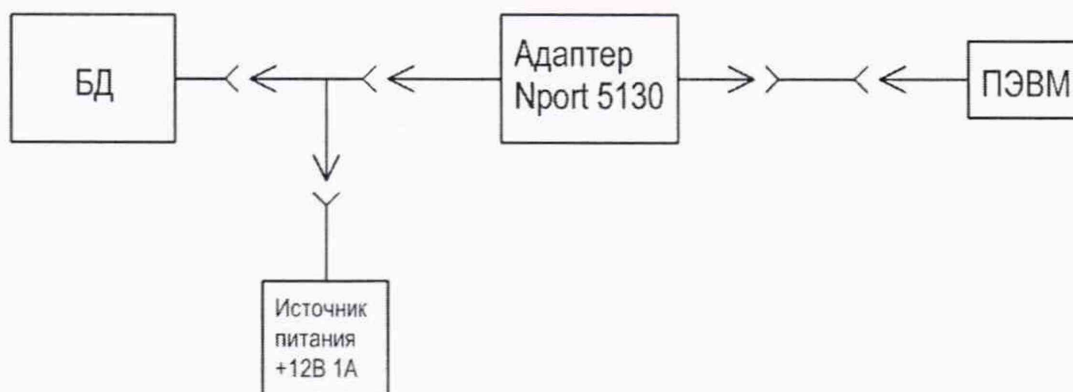 БД
Адаптер
Nport 5130
ПЭВМ
Источник
питания
+12В 1А